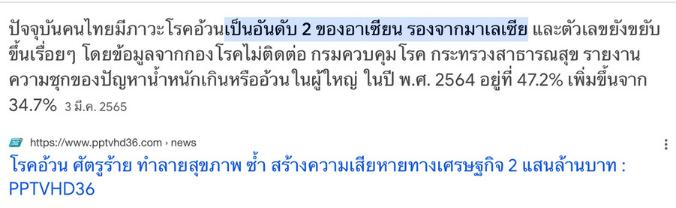 ปัจจุบันคนไทยมีภาวะโรคอ้วนเป็นอันดับ 2 ของอาเซียน รองจากมาเลเซีย และตัวเลขยังขยับ
ขึ้นเรื่อยๆ โดยข้อมูลจากกองโรคไม่ติดต่อ กรมควบคุมโรค กระทรวงสาธารณสุข รายงาน
ความชุกของปัญหาน้ำหนักเกินหรืออ้วน ในผู้ใหญ่ ในปี พ.ศ. 2564 อยู่ที่ 47.2% เพิ่มขึ้นจาก
34.7% 3 มี.ค. 2565
https://www.pptvhd36.com › news
โรคอ้วน ศัตรูร้าย ทำลายสุขภาพ ซ้ำ สร้างความเสียหายทางเศรษฐกิจ 2 แสนล้านบาท :
PPTVHD36